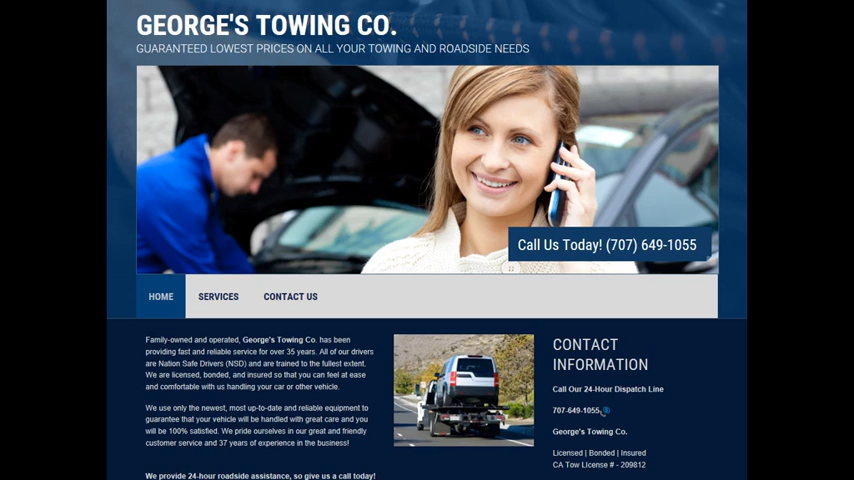 GEORGE'S TOWING CO.
GUARANTEED LOWEST PRICES ON ALL YOUR TOWING AND ROADSIDE NEEDS
Call Us Today! (707) 649-1055
HOME SERVICES CONTACT US
Family-owned and operated, George's Towing Co. has been
providing fast and reliable service for over 35 years. All of our drivers
are Nation Safe Drivers (NSD) and are trained to the fullest extent.
We are licensed, bonded, and insured so that you can feel at ease
and comfortable with us handling your car or other vehicle.
We use only the newest, most up-to-date and reliable equipment to
guarantee that your vehicle will be handled with great care and you
will be 100% satisfied. We pride ourselves in our great and friendly
customer service and 37 years of experience in the business!
We provide 24-hour roadside assistance, so give us a call today!
CONTACT
INFORMATION
Call Our 24-Hour Dispatch Line
707-649-1055
George's Towing Co.
Licensed | Bonded | Insured
CA Tow License # - 209812